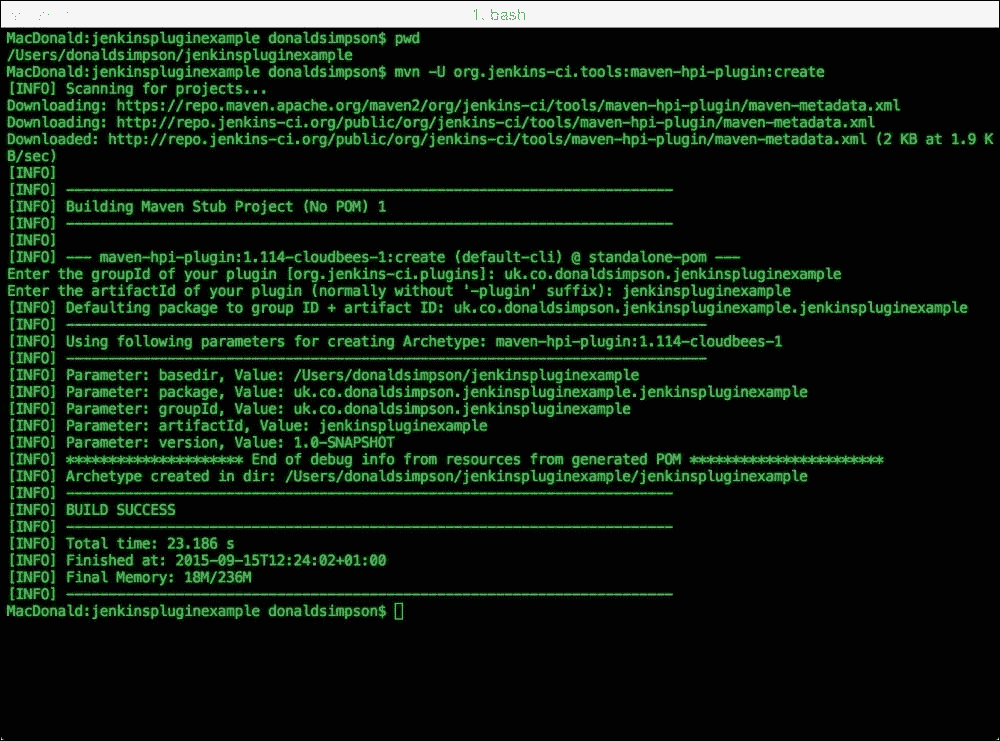 1. bash
MacDonald:jenkinspluginexample donaldsimpson$ pwd
/Users/donaldsimpson/jenkinspluginexample
MacDonald:jenkinspluginexample donaldsimpson$ mvn -U org.jenkins-ci.tools:maven-hpi-plugin:create
[INFO] Scanning for projects...
Downloading: https://repo.maven.apache.org/maven2/org/jenkins-ci/tools/maven-hpi-plugin/maven-metadata.xml
Downloading: http://repo.jenkins-ci.org/public/org/jenkins-ci/tools/maven-hpi-plugin/maven-metadata.xml
Downloaded: http://repo.jenkins-ci.org/public/org/jenkins-ci/tools/maven-hpi-plugin/maven-metadata.xml (2 KB at 1.9 K
B/sec)
[INFO]
[INFO] ------------------------------------------------------------------------
[INFO] Building Maven Stub Project (No POM) 1
[INFO] ------------------------------------------------------------------------
[INFO]
[INFO] --- maven-hpi-plugin:1.114-cloudbees-1:create (default-cli) @ standalone-pom ---
Enter the groupId of your plugin [org.jenkins-ci.plugins]: uk.co.donaldsimpson.jenkinspluginexample
Enter the artifactId of your plugin (normally without '-plugin' suffix): jenkinspluginexample
[INFO] Defaulting package to group ID + artifact ID: uk.co.donaldsimpson.jenkinspluginexample.jenkinspluginexample
[INFO] ----------------------------------------------------------------------------
[INFO] Using following parameters for creating Archetype: maven-hpi-plugin:1.114-cloudbees-1
[INFO] ----------------------------------------------------------------------------
[INFO] Parameter: basedir, Value: /Users/donaldsimpson/jenkinspluginexample
[INFO] Parameter: package, Value: uk.co.donaldsimpson.jenkinspluginexample.jenkinspluginexample
[INFO] Parameter: groupId, Value: uk.co.donaldsimpson.jenkinspluginexample
[INFO] Parameter: artifactId, Value: jenkinspluginexample
[INFO] Parameter: version, Value: 1.0-SNAPSHOT
[INFO] ********************* End of debug info from resources from generated POM ***********************
[INFO] Archetype created in dir: /Users/donaldsimpson/jenkinspluginexample/jenkinspluginexample
[INFO] ------------------------------------------------------------------------
[INFO] BUILD SUCCESS
[INFO] ------------------------------------------------------------------------
[INFO] Total time: 23.186 s
[INFO] Finished at: 2015-09-15T12:24:02+01:00
[INFO] Final Memory: 18M/236M
[INFO] ------------------------------------------------------------------------
MacDonald:jenkinspluginexample donaldsimpson$